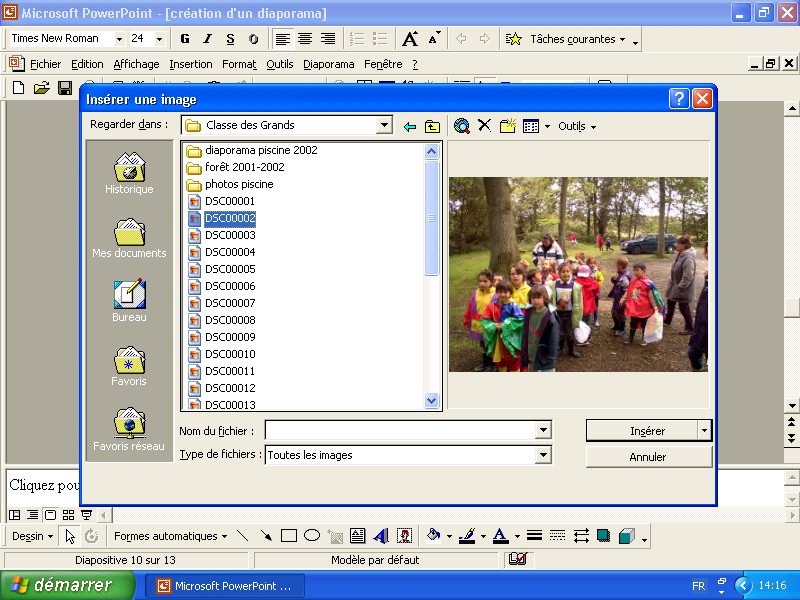 Microsoft PowerPoint - [création d'un diaporama]
Times New Roman 24 G I S O A A Tâches courantes
Fichier Edition Affichage Insertion Format Outils Diaporama Fenêtre ?
Insérer une image
Regarder dans : Classe des Grands Outils
Historique
Mes documents
Bureau
Favoris
Favoris réseau
diaporama piscine 2002
forêt 2001-2002
photos piscine
DSC00001
DSC00002
DSC00003
DSC00004
DSC00005
DSC00006
DSC00007
DSC00008
DSC00009
DSC00010
DSC00011
DSC00012
DSC00013
Nom du fichier : Insérer
Type de fichiers : Toutes les images Annuler
Cliquez pou
Dessin Formes automatiques A A
Diapositive 10 sur 13 Modèle par défaut
démarrer Microsoft PowerPoint ... FR 14:16